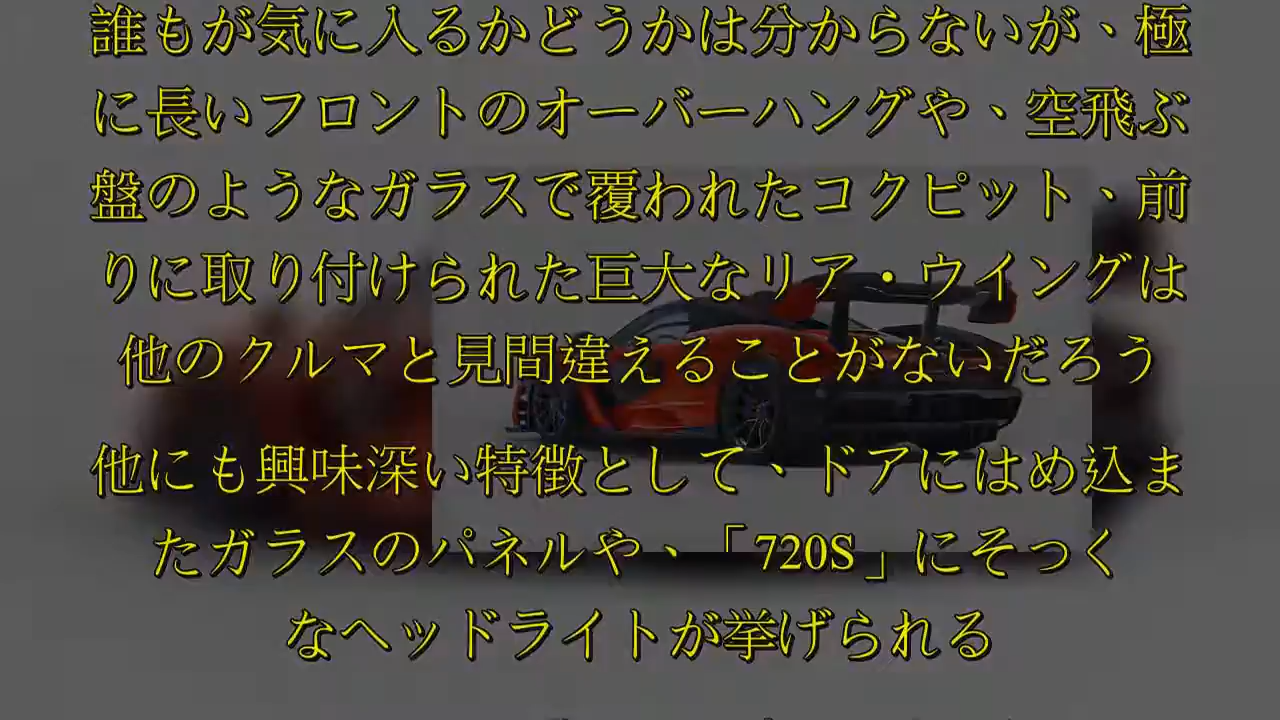 誰もが気に入るかどうかは分からないが、極
に長いフロントのオーバーハングや、空飛ぶ
盤のようなガラスで覆われたコクピット、前
りに取り付けられた巨大なリア・ウイングは
他のクルマと見間違えることがないだろう
他にも興味深い特徴として、ドアにはめ込ま
たガラスのパネルや、「720S」にそっく
なヘッドライトが挙げられる